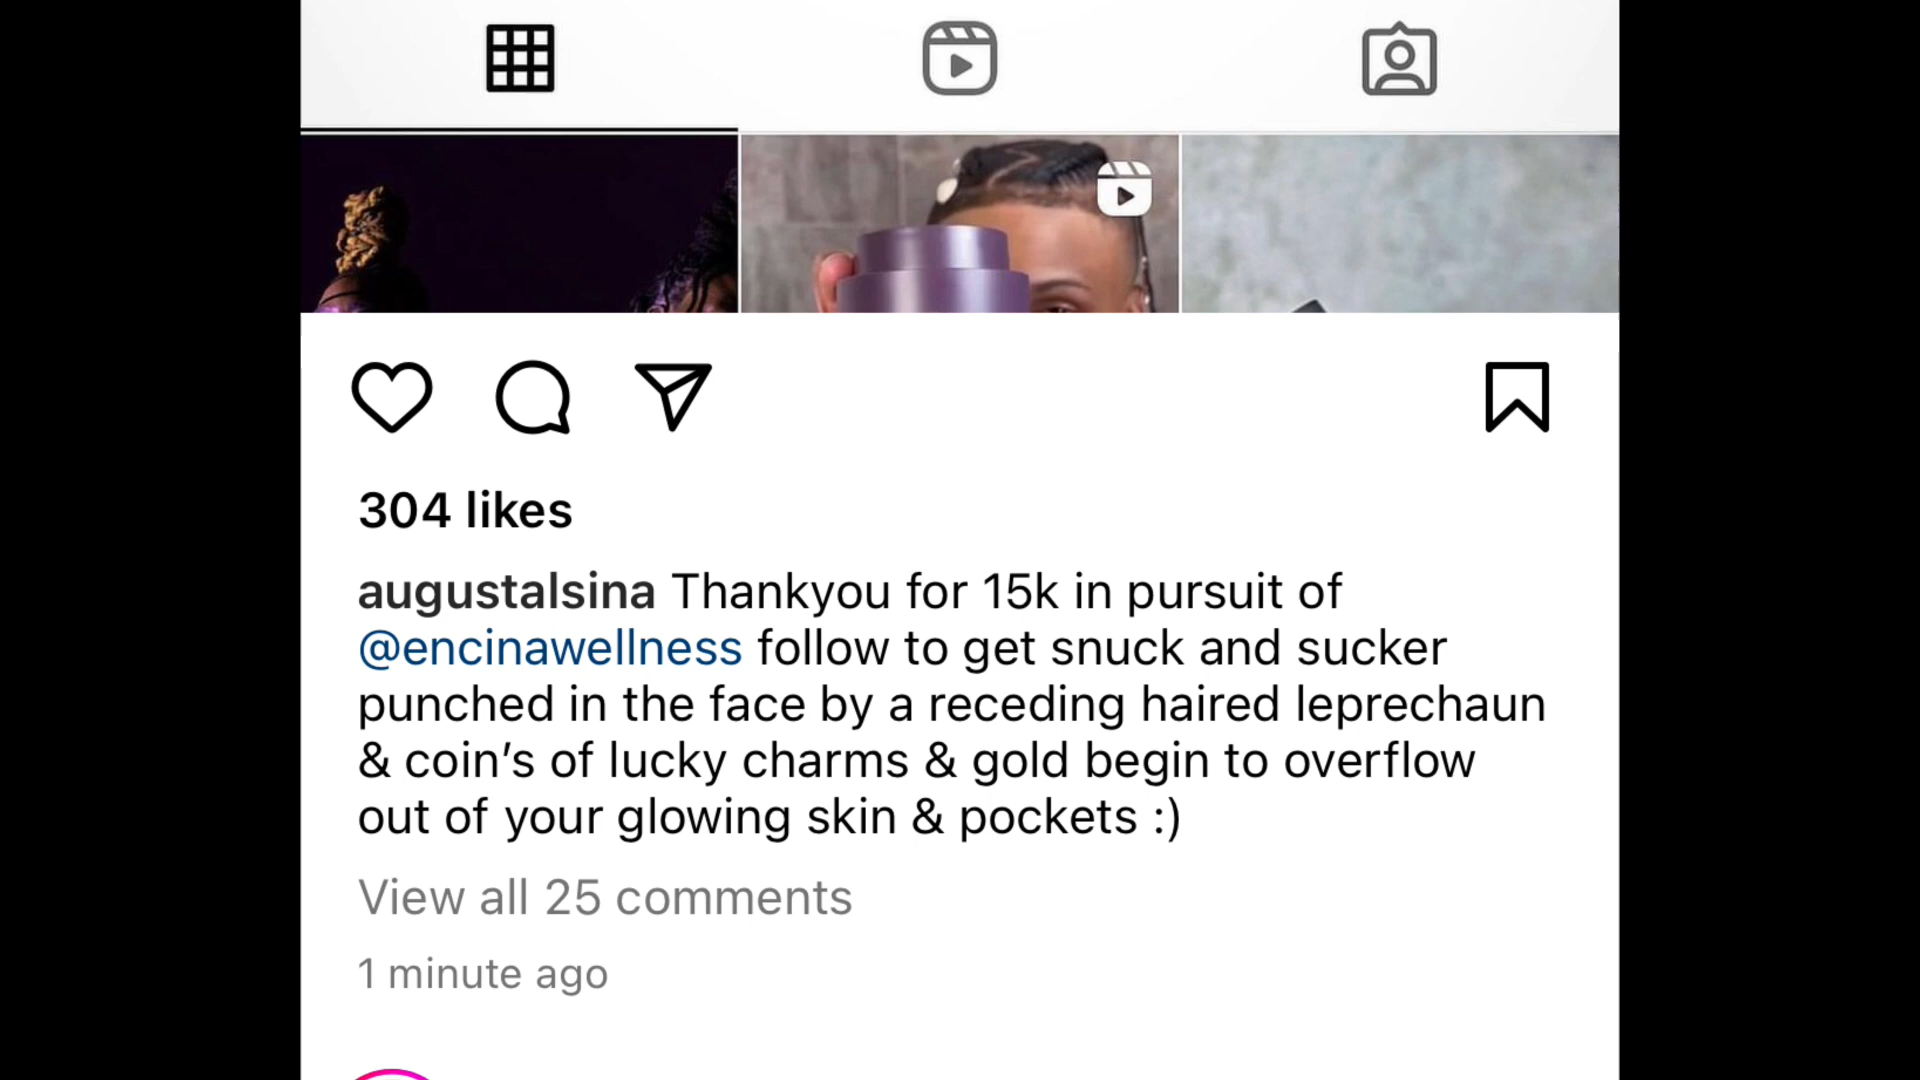 304 likes
augustalsina Thankyou for 15k in pursuit of
@encinawellness follow to get snuck and sucker
punched in the face by a receding haired leprechaun
& coin’s of lucky charms & gold begin to overflow
out of your glowing skin & pockets :)
View all 25 comments
1 minute ago